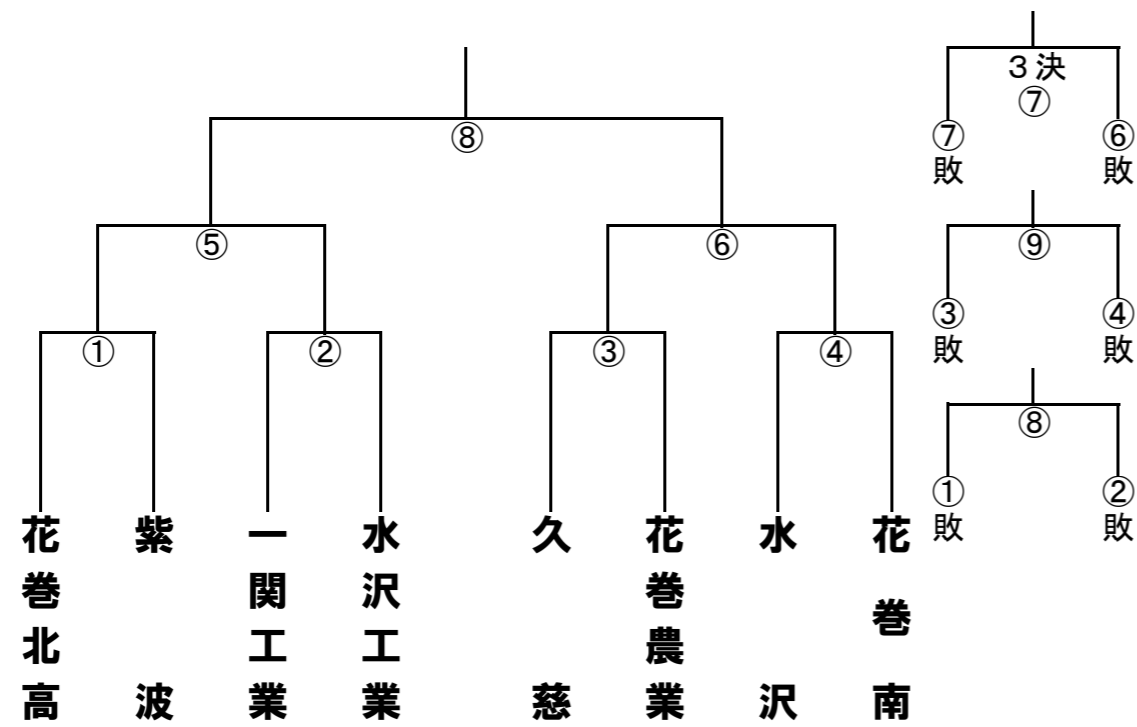 ⑧
⑤
⑥
①
②
③
④
花巻北高
紫波
一関工業
水沢工業
久慈
花巻農業
水沢
花巻南
3決
⑦
⑦敗
⑥敗
⑨
③敗
④敗
⑧
①敗
②敗